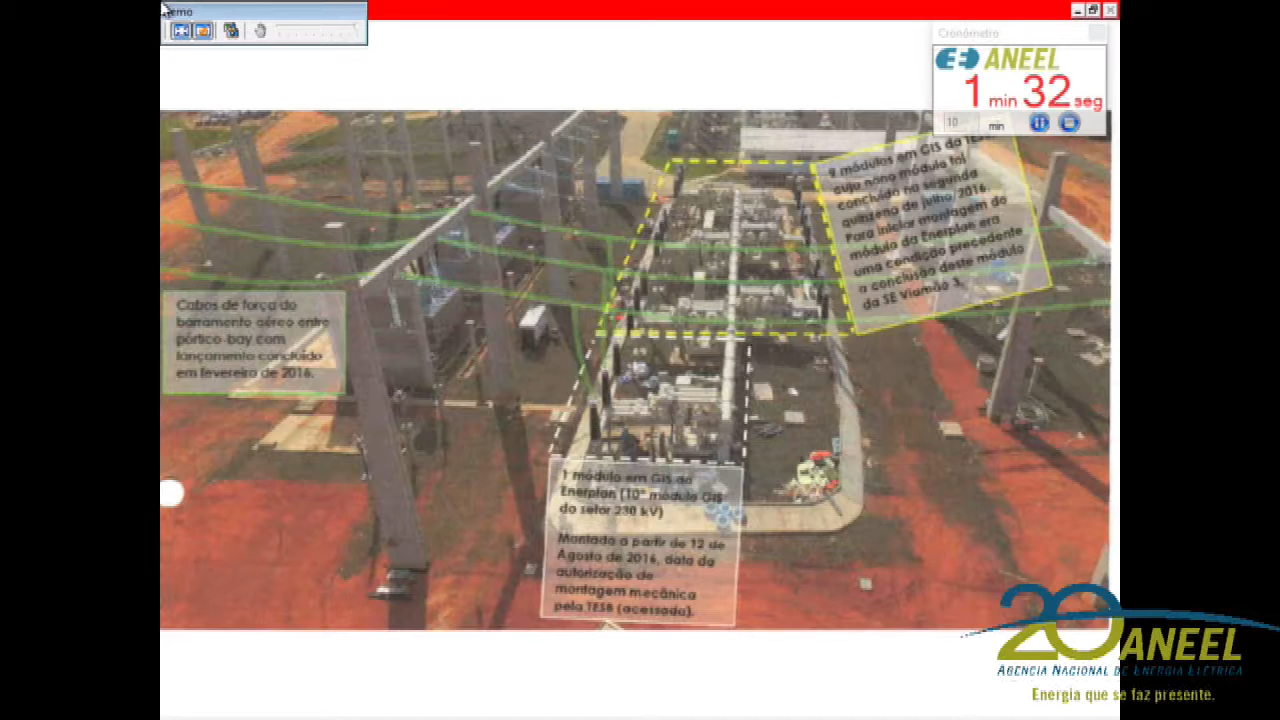 Demo
Cronômetro
ANEEL
1 min 32 seg
10 min
9 módulos em GIS da TESB
cujo nono módulo foi
concluído na segunda
quinzena de julho/2016.
Para iniciar montagem do
módulo da Enerplan era
uma condição precedente
a conclusão deste módulo
da SE Viamão 3.
Cabos de força do
barramento aéreo entre
pórtico-bay com
lançamento concluído
em fevereiro de 2016.
1 módulo em GIS da
Enerplan (10º módulo GIS
do setor 230 kV)
Montado a partir de 12 de
Agosto de 2016, data da
autorização de
montagem mecânica
pela TESB (acessada).
20 ANEEL
AGÊNCIA NACIONAL DE ENERGIA ELÉTRICA
Energia que se faz presente.